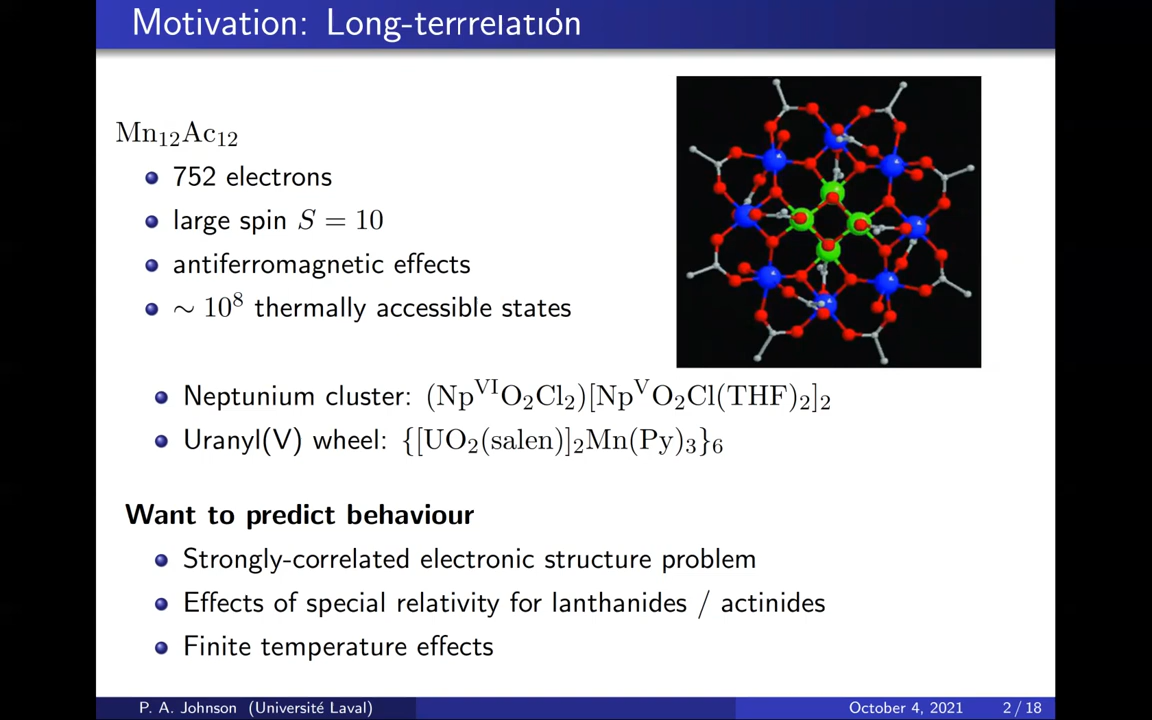 Motivation: Long-terrrelation
Mn₁₂Ac₁₂
752 electrons
large spin S = 10
antiferromagnetic effects
∼ 10⁸ thermally accessible states
Neptunium cluster: (Np^VI O₂Cl₂)[Np^V O₂Cl(THF)₂]₂
Uranyl(V) wheel: {[UO₂(salen)]₂Mn(Py)₃}₆
Want to predict behaviour
Strongly-correlated electronic structure problem
Effects of special relativity for lanthanides / actinides
Finite temperature effects
P. A. Johnson (Université Laval) October 4, 2021 2 / 18